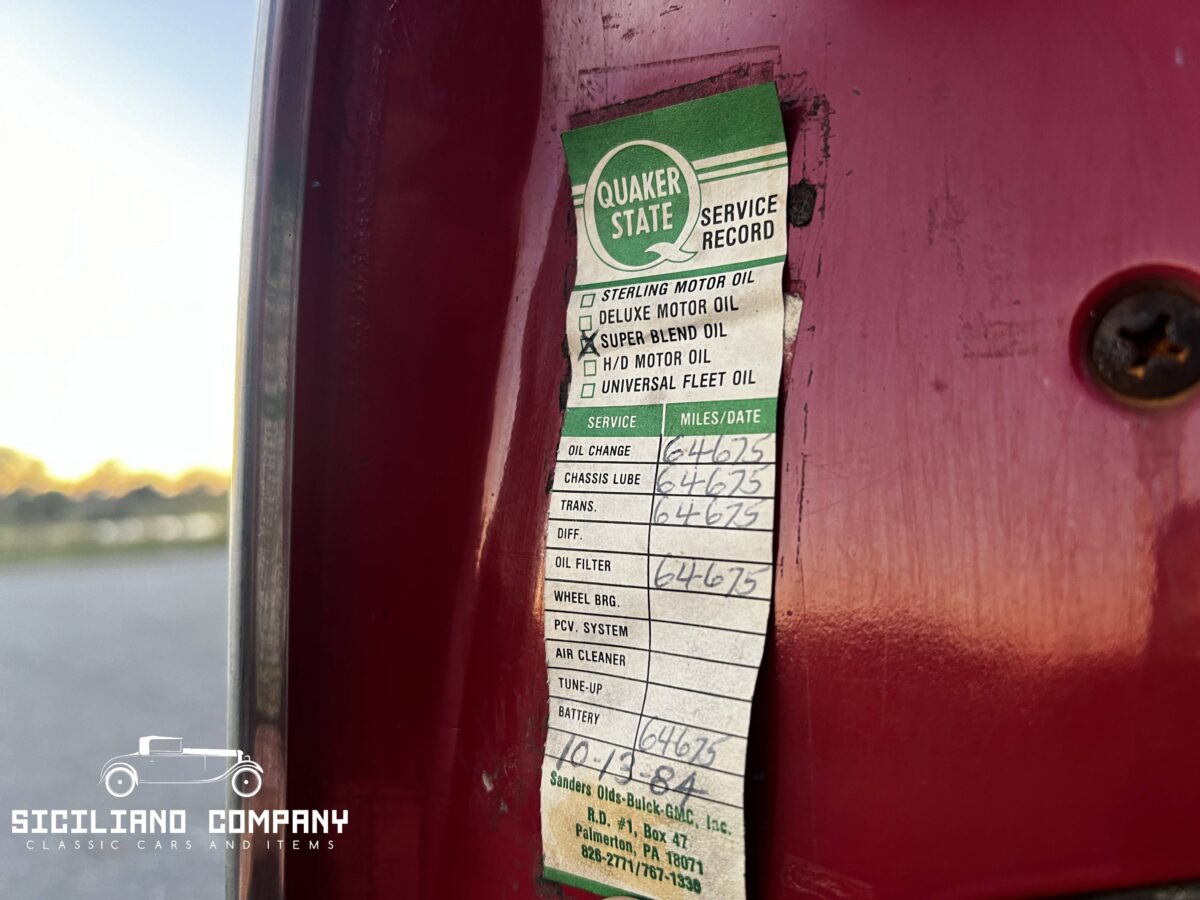 QUAKER
STATE
SERVICE
RECORD
STERLING MOTOR OIL
DELUXE MOTOR OIL
X SUPER BLEND OIL
H/D MOTOR OIL
UNIVERSAL FLEET OIL
SERVICE MILES/DATE
OIL CHANGE 64675
CHASSIS LUBE 64675
TRANS. 64675
DIFF.
OIL FILTER 64675
WHEEL BRG.
PCV. SYSTEM
AIR CLEANER
TUNE-UP
BATTERY
64675
10-13-84
Sanders Olds-Buick-GMC, Inc.
R.D. #1, Box 47
Palmerton, PA 18071
826-2771/767-1336
SICILIANO COMPANY
CLASSIC CARS AND ITEMS